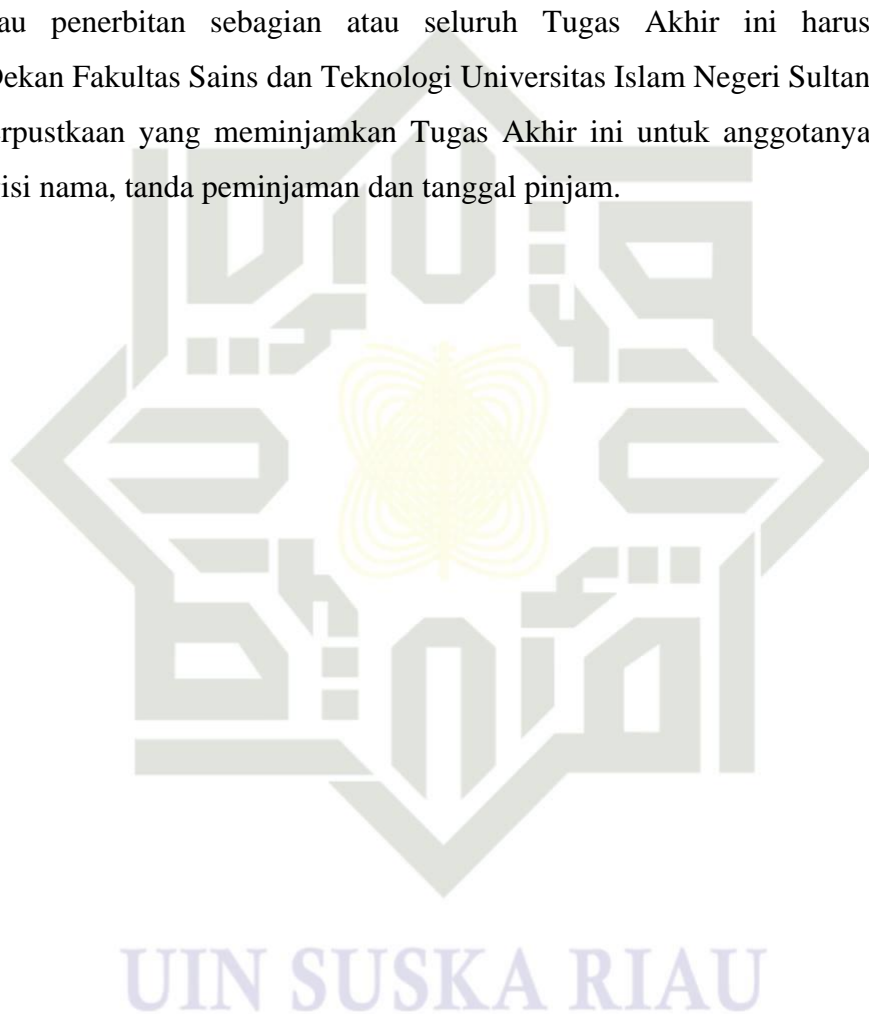 au penerbitan sebagian atau seluruh Tugas Akhir ini harus
Dekan Fakultas Sains dan Teknologi Universitas Islam Negeri Sultan
erpustkaan yang meminjamkan Tugas Akhir ini untuk anggotanya
isi nama, tanda peminjaman dan tanggal pinjam.
UIN SUSKA RIAU